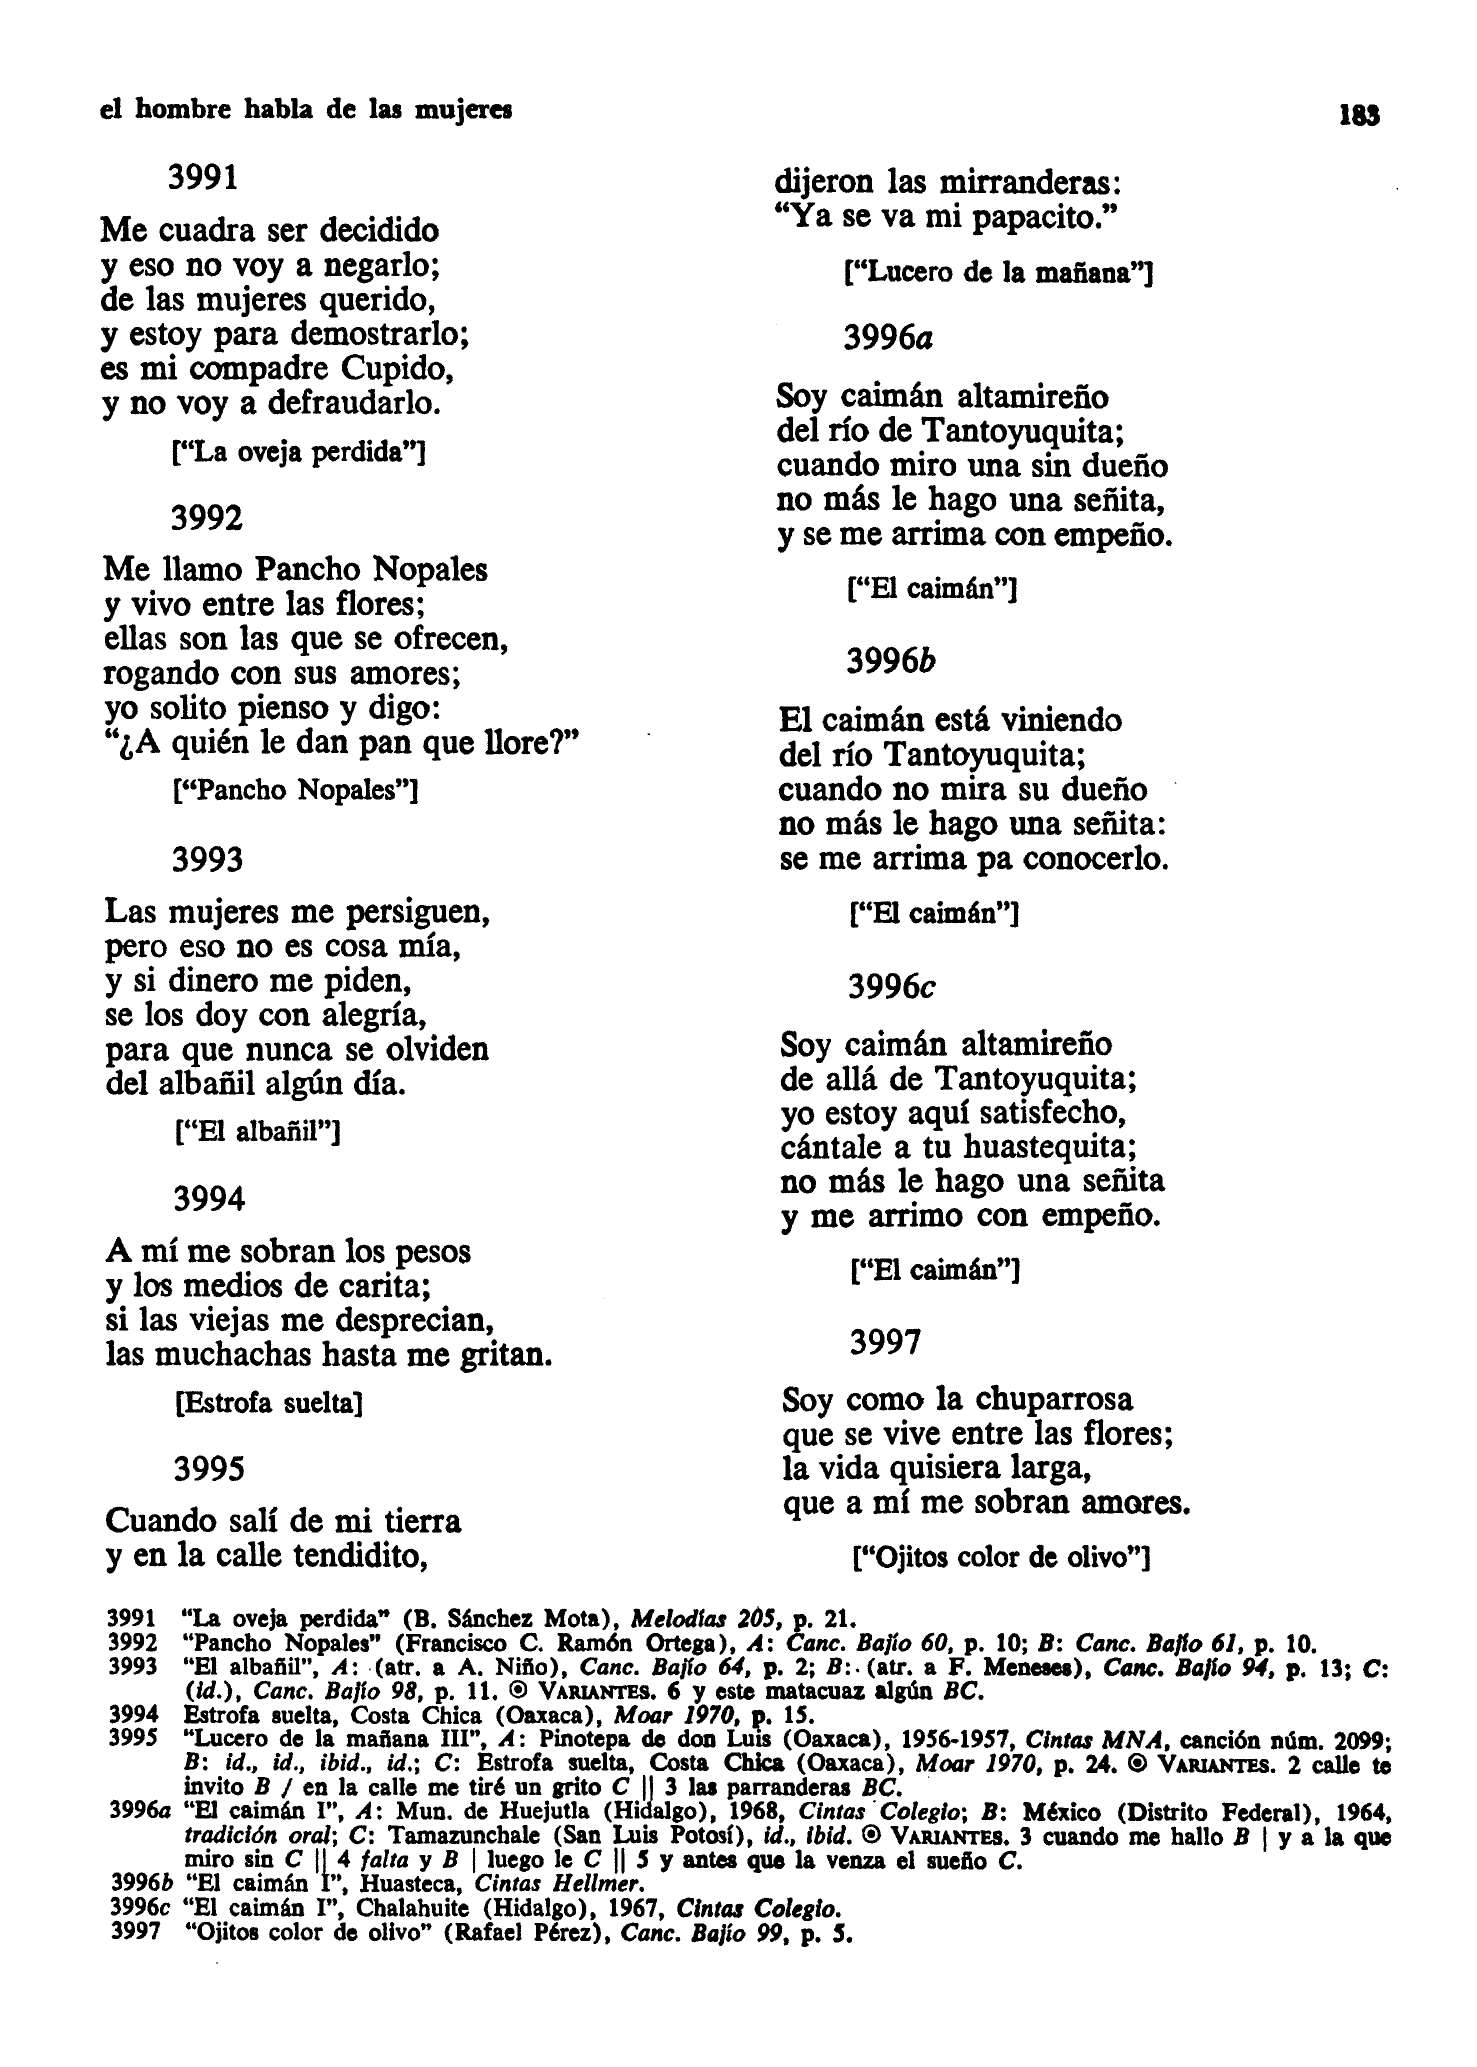 el hombre habla de las mujeres
183
3991
Me cuadra ser decidido
y eso no voy a negarlo;
de las mujeres querido,
y estoy para demostrarlo;
es mi compadre Cupido,
y no voy a defraudarlo.
[“La oveja perdida”]
3992
Me llamo Pancho Nopales
y vivo entre las flores;
ellas son las que se ofrecen,
rogando con sus amores;
yo solito pienso y digo:
“¿A quién le dan pan que llore?”
[“Pancho Nopales”]
3993
Las mujeres me persiguen,
pero eso no es cosa mía,
y si dinero me piden,
se los doy con alegría,
para que nunca se olviden
del albañil algún día.
[“El albañil”]
3994
A mí me sobran los pesos
y los medios de carita;
si las viejas me desprecian,
las muchachas hasta me gritan.
[Estrofa suelta]
3995
Cuando salí de mi tierra
y en la calle tendidito,
dijeron las mirranderas:
“Ya se va mi papacito.”
[“Lucero de la mañana”]
3996a
Soy caimán altamireño
del río de Tantoyuquita;
cuando miro una sin dueño
no más le hago una señita,
y se me arrima con empeño.
[“El caimán”]
3996b
El caimán está viniendo
del río Tantoyuquita;
cuando no mira su dueño
no más le hago una señita:
se me arrima pa conocerlo.
[“El caimán”]
3996c
Soy caimán altamireño
de allá de Tantoyuquita;
yo estoy aquí satisfecho,
cántale a tu huastequita;
no más le hago una señita
y me arrimo con empeño.
[“El caimán”]
3997
Soy como la chuparrosa
que se vive entre las flores;
la vida quisiera larga,
que a mí me sobran amores.
[“Ojitos color de olivo”]
3991 “La oveja perdida” (B. Sánchez Mota), Melodías 205, p. 21.
3992 “Pancho Nopales” (Francisco C. Ramón Ortega), A: Canc. Bajío 60, p. 10; B: Canc. Bajío 61, p. 10.
3993 “El albañil”, A: (atr. a A. Niño), Canc. Bajío 64, p. 2; B: (atr. a F. Meneses), Canc. Bajío 94, p. 13; C:
(id.), Canc. Bajío 98, p. 11. ⊙ VARIANTES. 6 y este matacuaz algún BC.
3994 Estrofa suelta, Costa Chica (Oaxaca), Moar 1970, p. 15.
3995 “Lucero de la mañana III”, A: Pinotepa de don Luis (Oaxaca), 1956-1957, Cintas MNA, canción núm. 2099;
B: id., id., ibid., id.; C: Estrofa suelta, Costa Chica (Oaxaca), Moar 1970, p. 24. ⊙ VARIANTES. 2 calle te
invito B / en la calle me tiré un grito C || 3 las parranderas BC.
3996a “El caimán I”, A: Mun. de Huejutla (Hidalgo), 1968, Cintas Colegio; B: México (Distrito Federal), 1964,
tradición oral; C: Tamazunchale (San Luis Potosí), id., ibid. ⊙ VARIANTES. 3 cuando me hallo B | y a la que
miro sin C || 4 falta y B | luego le C || 5 y antes que la venza el sueño C.
3996b “El caimán I”, Huasteca, Cintas Hellmer.
3996c “El caimán I”, Chalahuite (Hidalgo), 1967, Cintas Colegio.
3997 “Ojitos color de olivo” (Rafael Pérez), Canc. Bajío 99, p. 5.